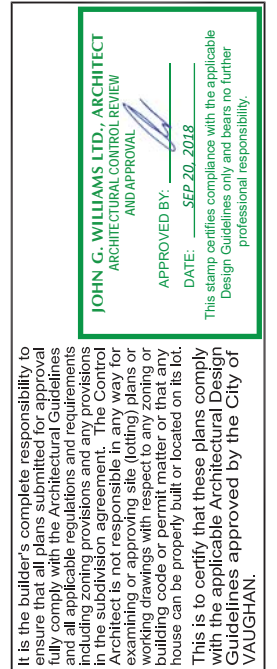 It is the builder's complete responsibility to
ensure that all plans submitted for approval
fully comply with the Architectural Guidelines
and all applicable regulations and requirements
including zoning provisions and any provisions
in the subdivision agreement. The Control
Architect is not responsible in any way for
examining or approving site (lotting) plans or
working drawings with respect to any zoning or
building code or permit matter or that any
house can be properly built or located on its lot.
This is to certify that these plans comply
with the applicable Architectural Design
Guidelines approved by the City of
VAUGHAN.
JOHN G. WILLIAMS LTD., ARCHITECT
ARCHITECTURAL CONTROL REVIEW
AND APPROVAL
APPROVED BY:
DATE: SEP 20, 2018
This stamp certifies compliance with the applicable
Design Guidelines only and bears no further
professional responsibility.